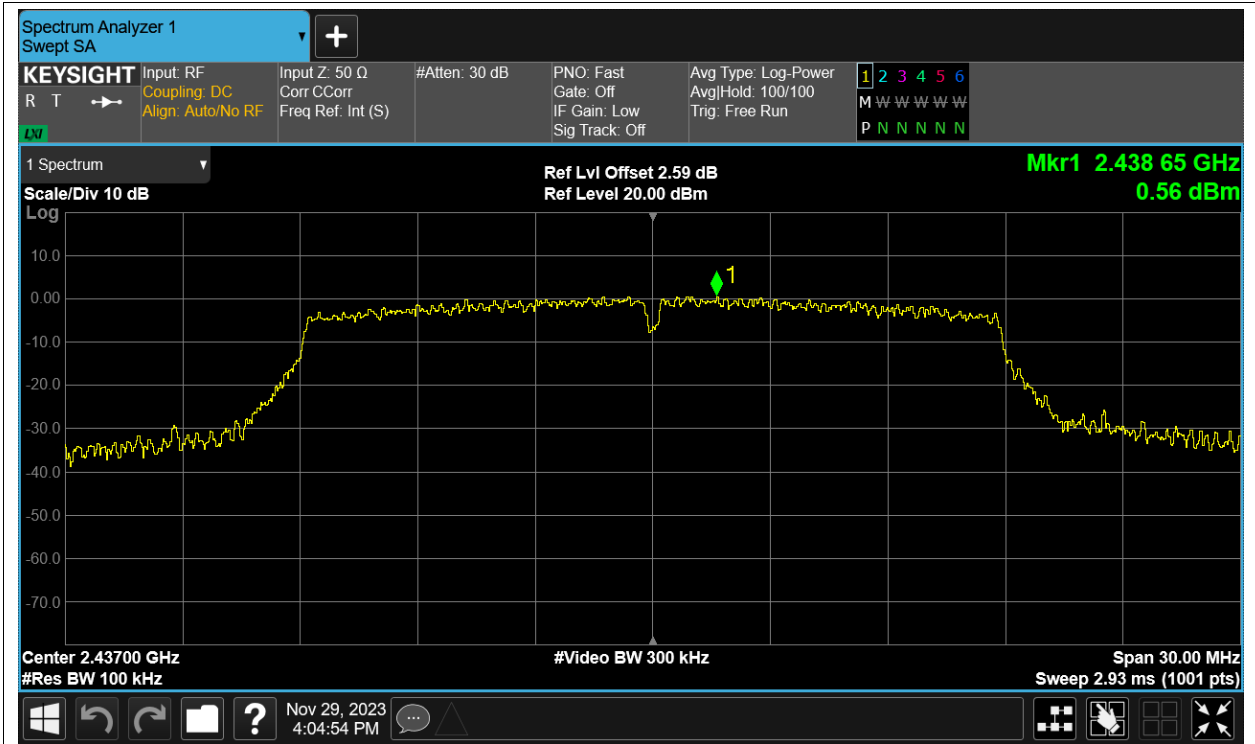 Spectrum Analyzer 1
Swept SA
+
KEYSIGHT Input: RF Input Z: 50 Ω #Atten: 30 dB PNO: Fast Avg Type: Log-Power 1 2 3 4 5 6
R T Coupling: DC Corr CCorr Gate: Off Avg|Hold: 100/100
Align: Auto/No RF Freq Ref: Int (S) IF Gain: Low Trig: Free Run M W W W W W W
LXI Sig Track: Off P N N N N N
1 Spectrum Ref Lvl Offset 2.59 dB Mkr1 2.438 65 GHz
Scale/Div 10 dB Ref Level 20.00 dBm 0.56 dBm
Log
1
10.0
0.00
-10.0
-20.0
-30.0
-40.0
-50.0
-60.0
-70.0
Center 2.43700 GHz #Video BW 300 kHz Span 30.00 MHz
#Res BW 100 kHz Sweep 2.93 ms (1001 pts)
? Nov 29, 2023
4:04:54 PM